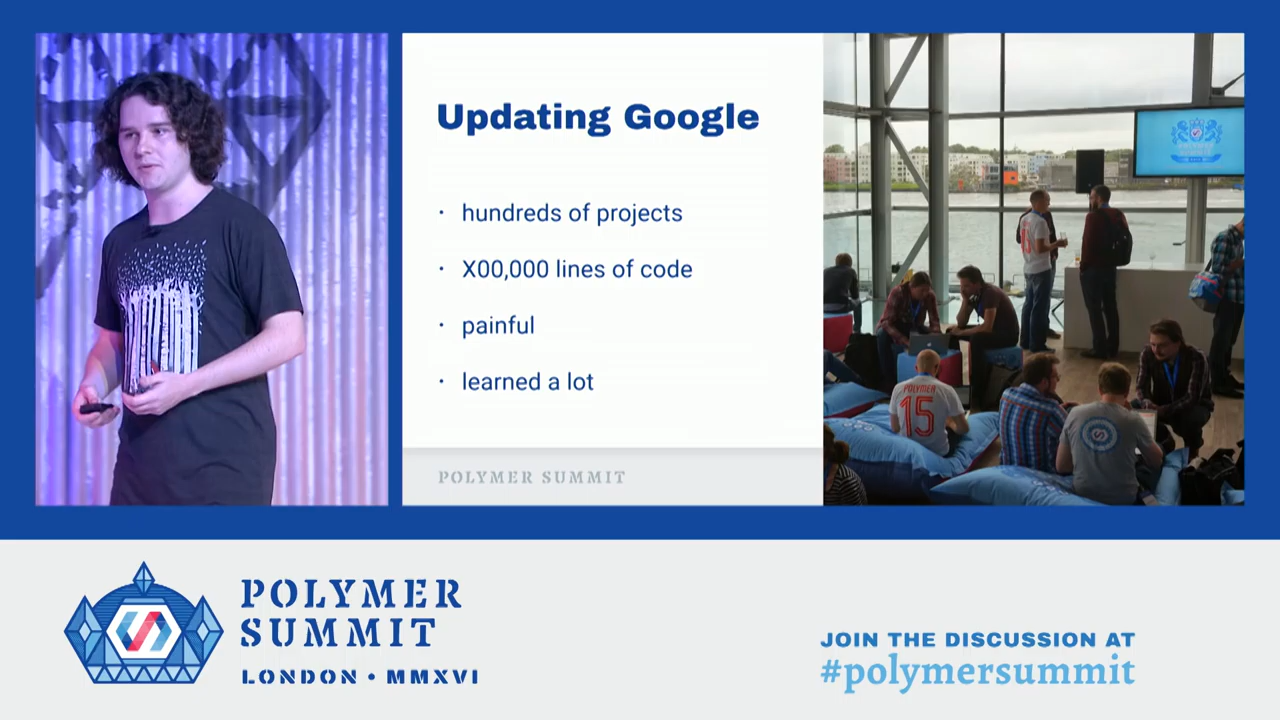 Updating Google
· hundreds of projects
· X00,000 lines of code
· painful
· learned a lot
POLYMER SUMMIT
POLYMER
15
POLYMER
SUMMIT
LONDON • MMXVI
JOIN THE DISCUSSION AT
#polymersummit